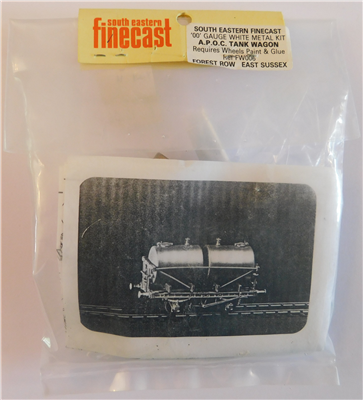 south eastern
finecast
SOUTH EASTERN FINECAST
'00' GAUGE WHITE METAL KIT
A.P.O.C. TANK WAGON
Requires Wheels Paint & Glue
Ref FW006
FOREST ROW EAST SUSSEX